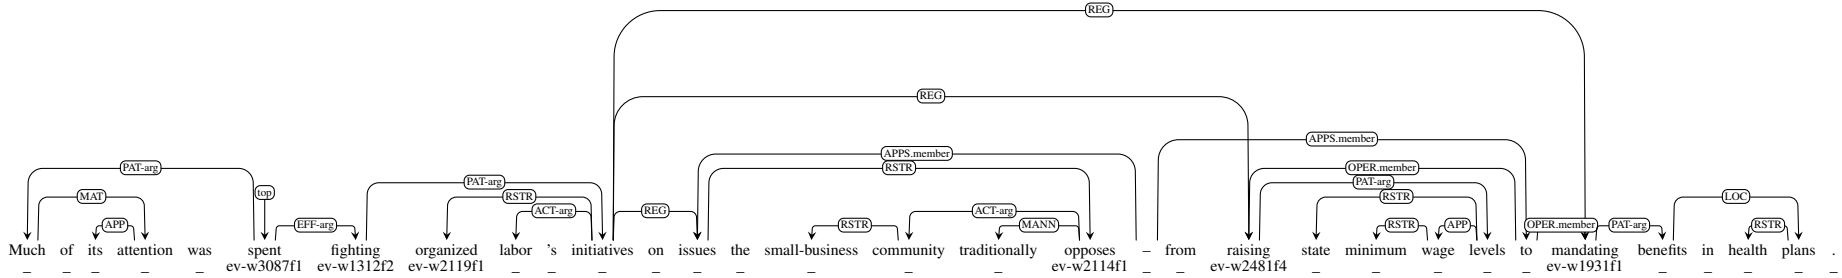 REG
REG
APPS.member
APPS.member
PAT-arg RSTR OPER.member
PAT-arg PAT-arg
MAT top RSTR RSTR LOC
ACT-arg REG ACT-arg
APP EFF-arg RSTR MANN RSTR APP OPER.member PAT-arg RSTR
Much of its attention was spent fighting organized labor 's initiatives on issues the small-business community traditionally opposes – from raising state minimum wage levels to mandating benefits in health plans .
_ _ _ _ _ ev-w3087f1 ev-w1312f2 ev-w2119f1 _ _ _ _ _ _ _ _ _ ev-w2114f1 _ _ ev-w2481f4 _ _ _ _ _ ev-w1931f1 _ _ _ _ _